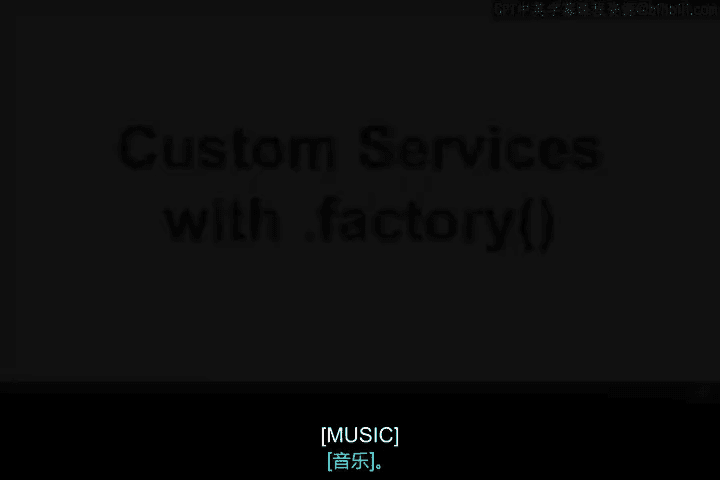 Custom Services
with .factory()
[MUSIC]
[音乐]。